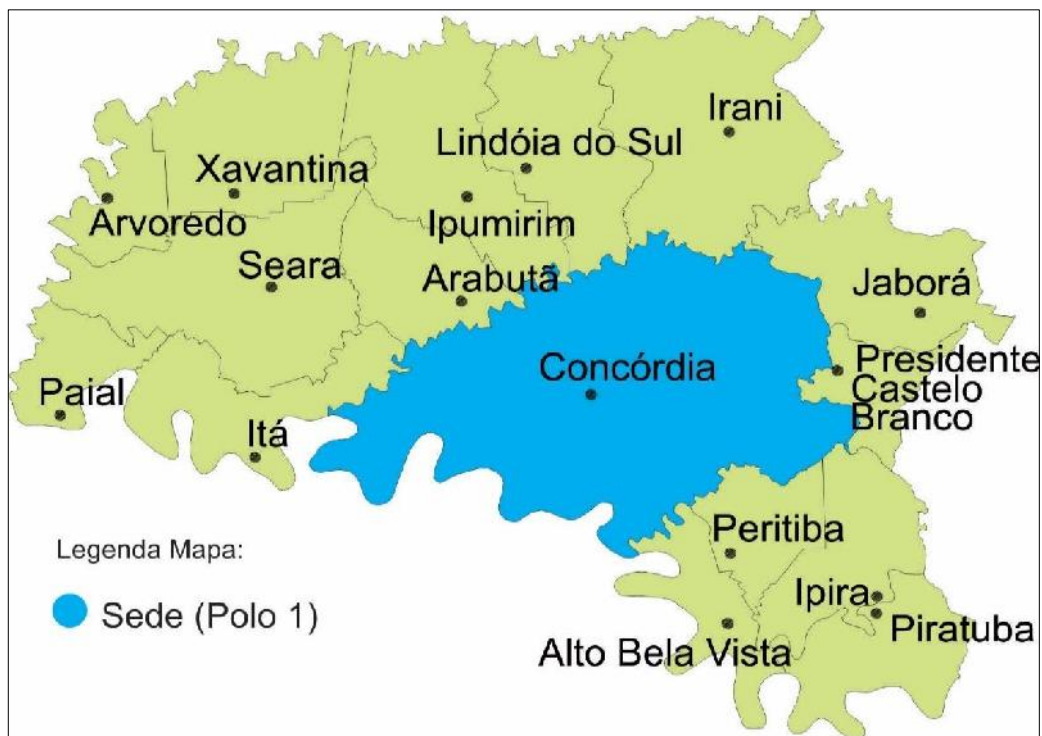 Irani
Lindóia do Sul
Xavantina
Arvoredo
Ipumirim
Seara
Arabutã
Jaborá
Concórdia
Presidente
Castelo
Branco
Paial
Itá
Peritiba
Legenda Mapa:
Sede (Polo 1)
Ipira
Piratuba
Alto Bela Vista